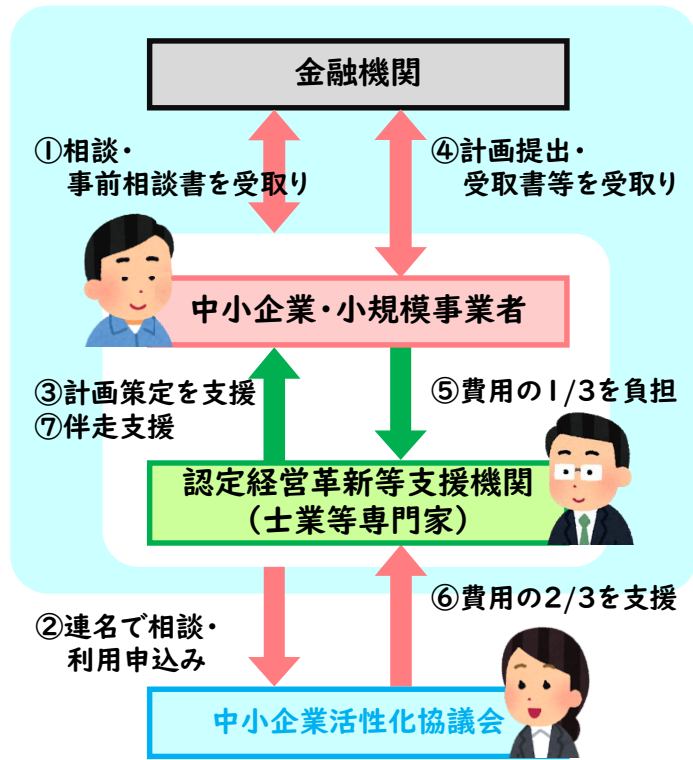 金融機関
①相談・
事前相談書を受取り
④計画提出・
受取書等を受取り
中小企業・小規模事業者
③計画策定を支援
⑦伴走支援
⑤費用の1/3を負担
認定経営革新等支援機関
(士業等専門家)
②連名で相談・
利用申込み
⑥費用の2/3を支援
中小企業活性化協議会